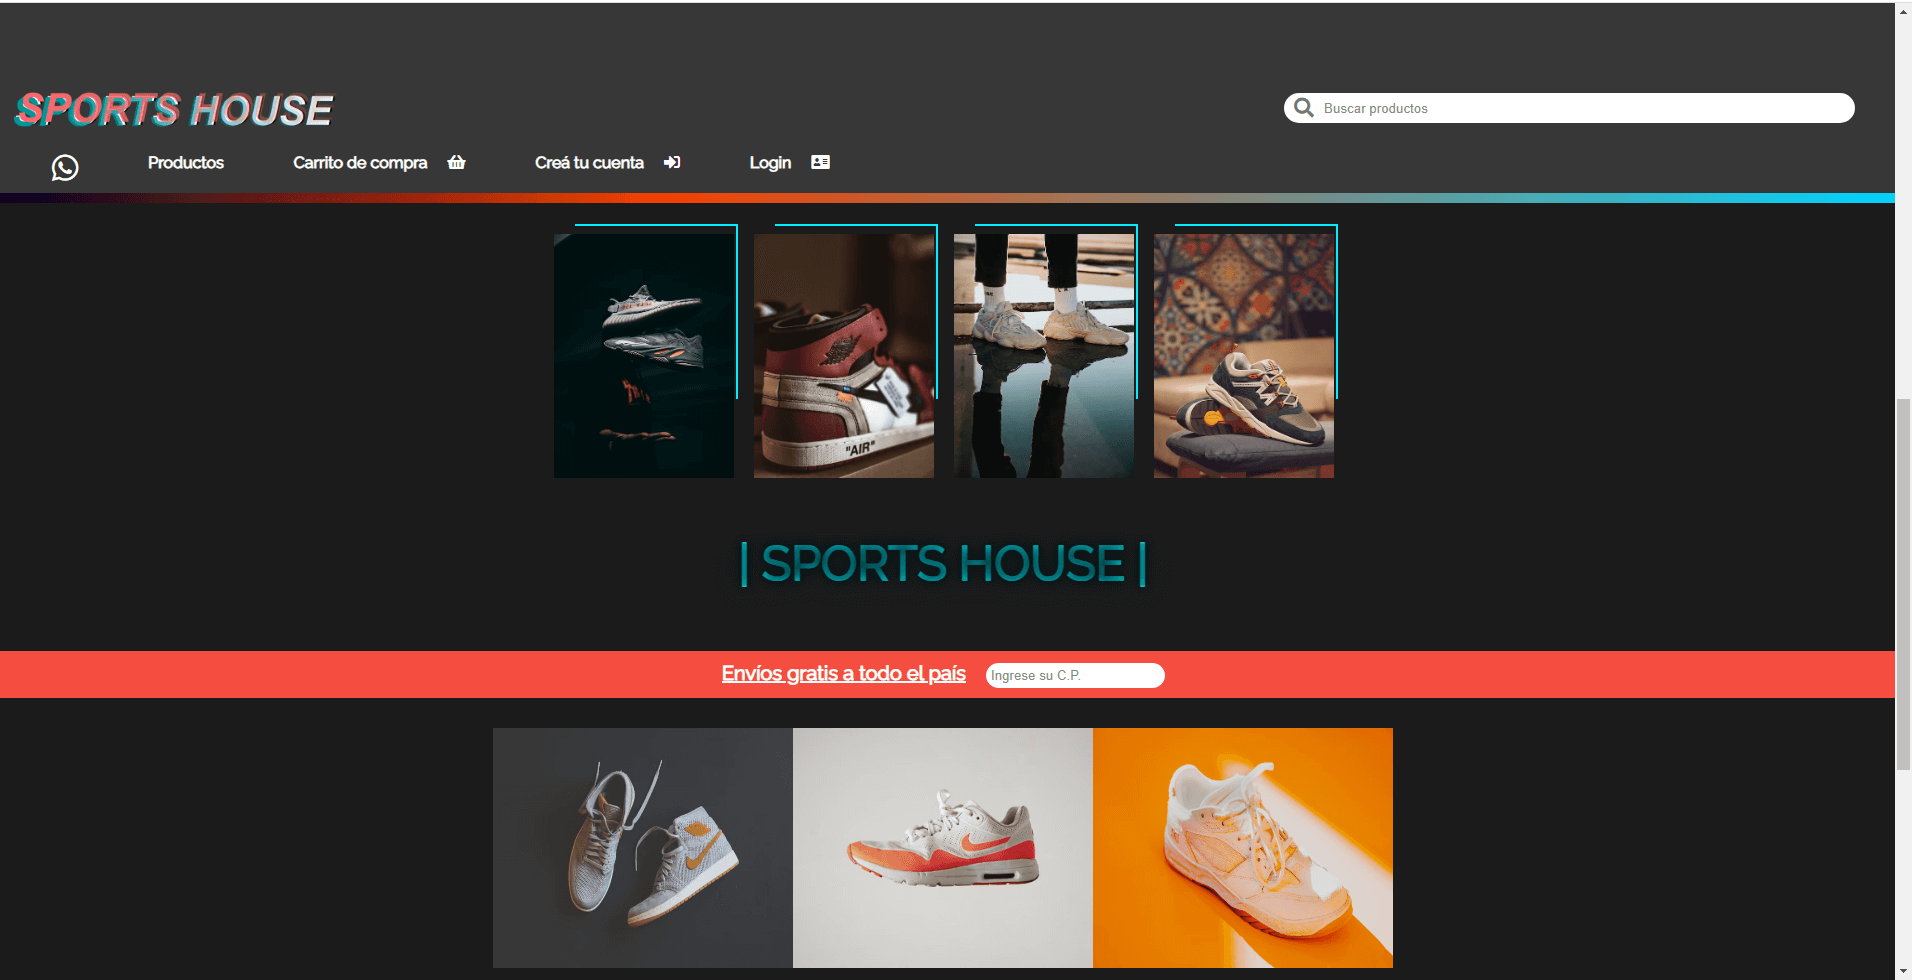 SPORTS HOUSE
Buscar productos
Productos
Carrito de compra
Creá tu cuenta
Login
"AIR"
| SPORTS HOUSE |
Envíos gratis a todo el país
Ingrese su C.P.